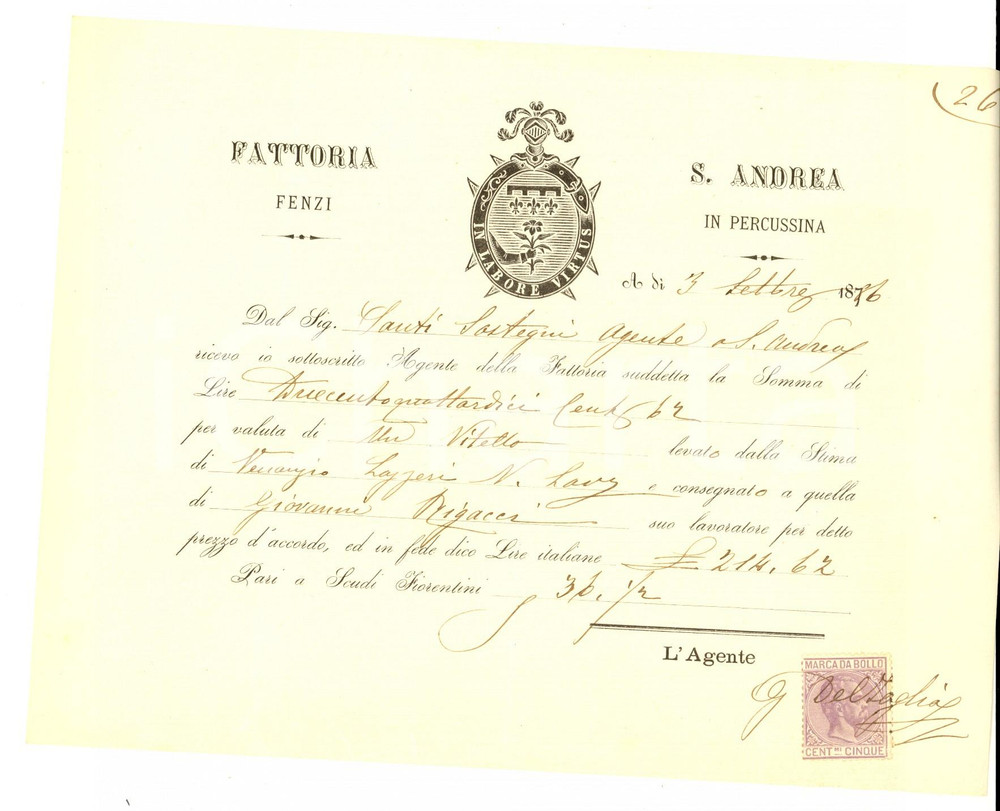 (26
FATTORIA
FENZI
IN LABORE VIRTUS
S. ANDREA
IN PERCUSSINA
A dì 3 Settbre 1876
Dal Sig. Santi Sostegni Agente a S. Andrea
ricevo io sottoscritto Agente della Fattoria suddetta la Somma di
Lire Duecentoquattordici Cent 62
per valuta di Un Vitello levato dalla Stima
di Venanzio Lazzeri N. Lav e consegnato a quella
di Giovanni Rigacci suo lavoratore per detto
prezzo d'accordo, ed in fede dico Lire italiane £ 214.62
Pari a Scudi Fiorentini 36.1/2
L'Agente
G Del Taglia
MARCA DA BOLLO
CENT.MI CINQUE